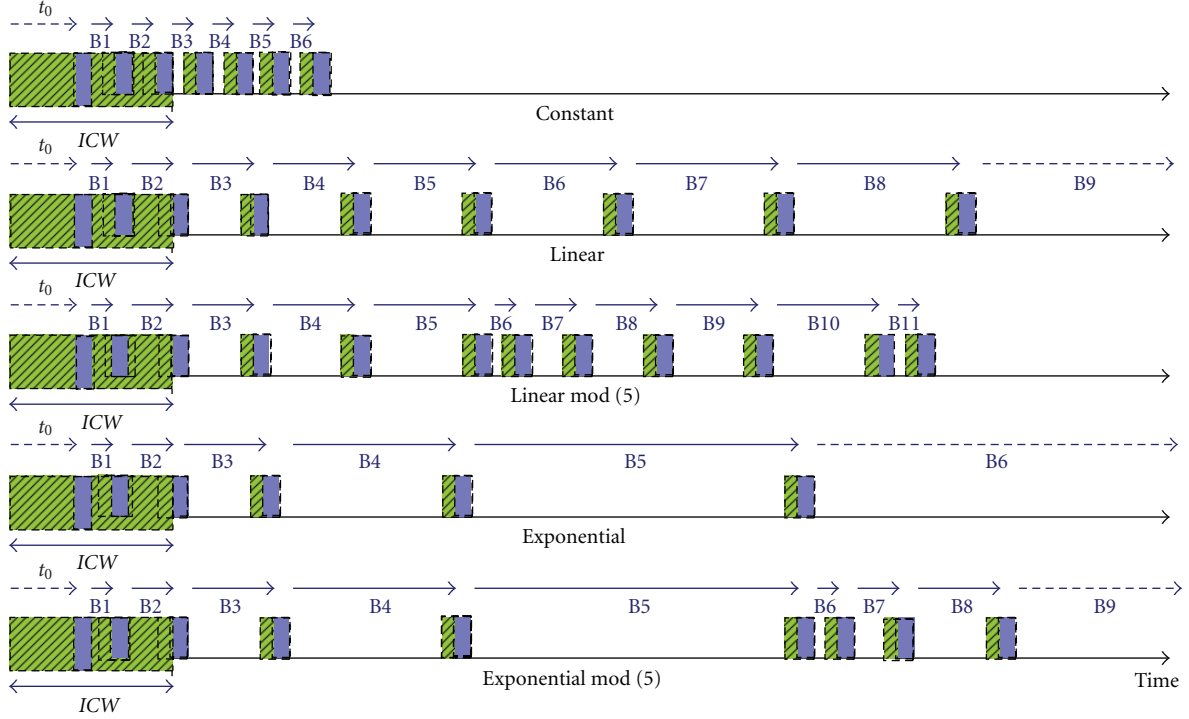 t0
B1 B2 B3 B4 B5 B6
Constant
ICW
t0
B1 B2 B3 B4 B5 B6 B7 B8 B9
Linear
ICW
t0
B1 B2 B3 B4 B5 B6 B7 B8 B9 B10 B11
Linear mod (5)
ICW
t0
B1 B2 B3 B4 B5 B6
Exponential
ICW
t0
B1 B2 B3 B4 B5 B6 B7 B8 B9
Exponential mod (5) Time
ICW